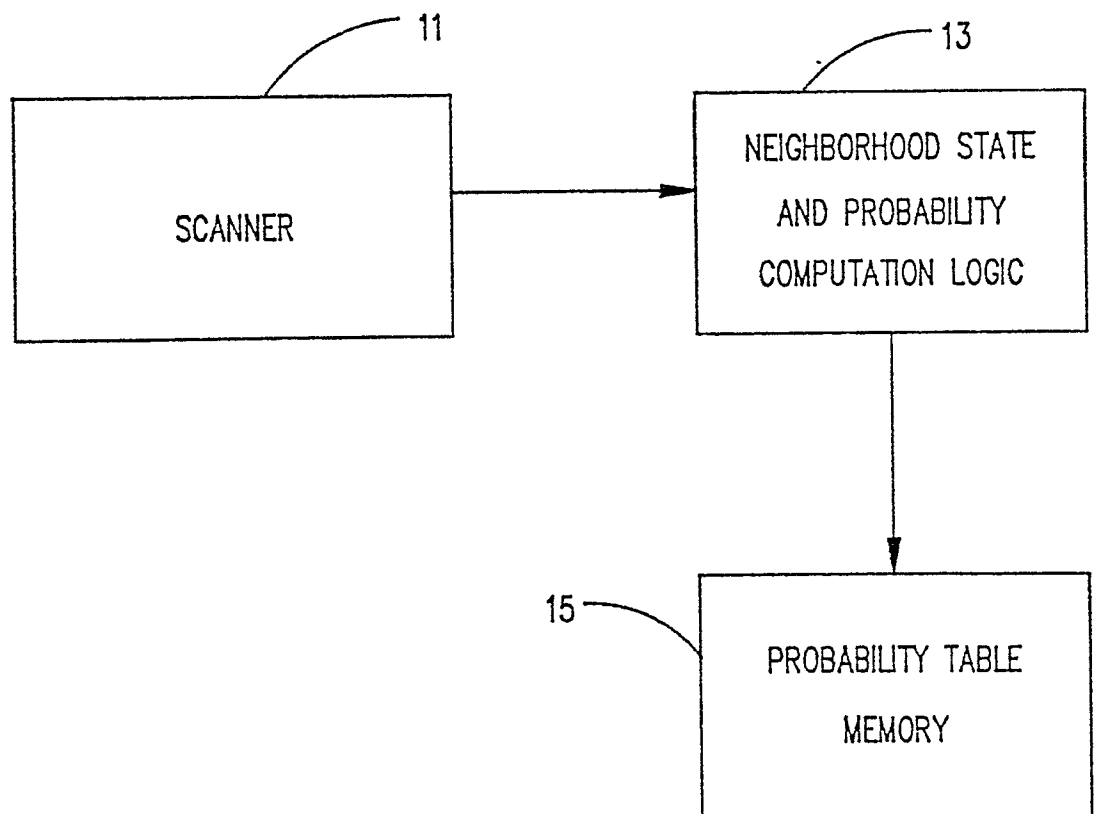 11
13
SCANNER
NEIGHBORHOOD STATE
AND PROBABILITY
COMPUTATION LOGIC
15
PROBABILITY TABLE
MEMORY